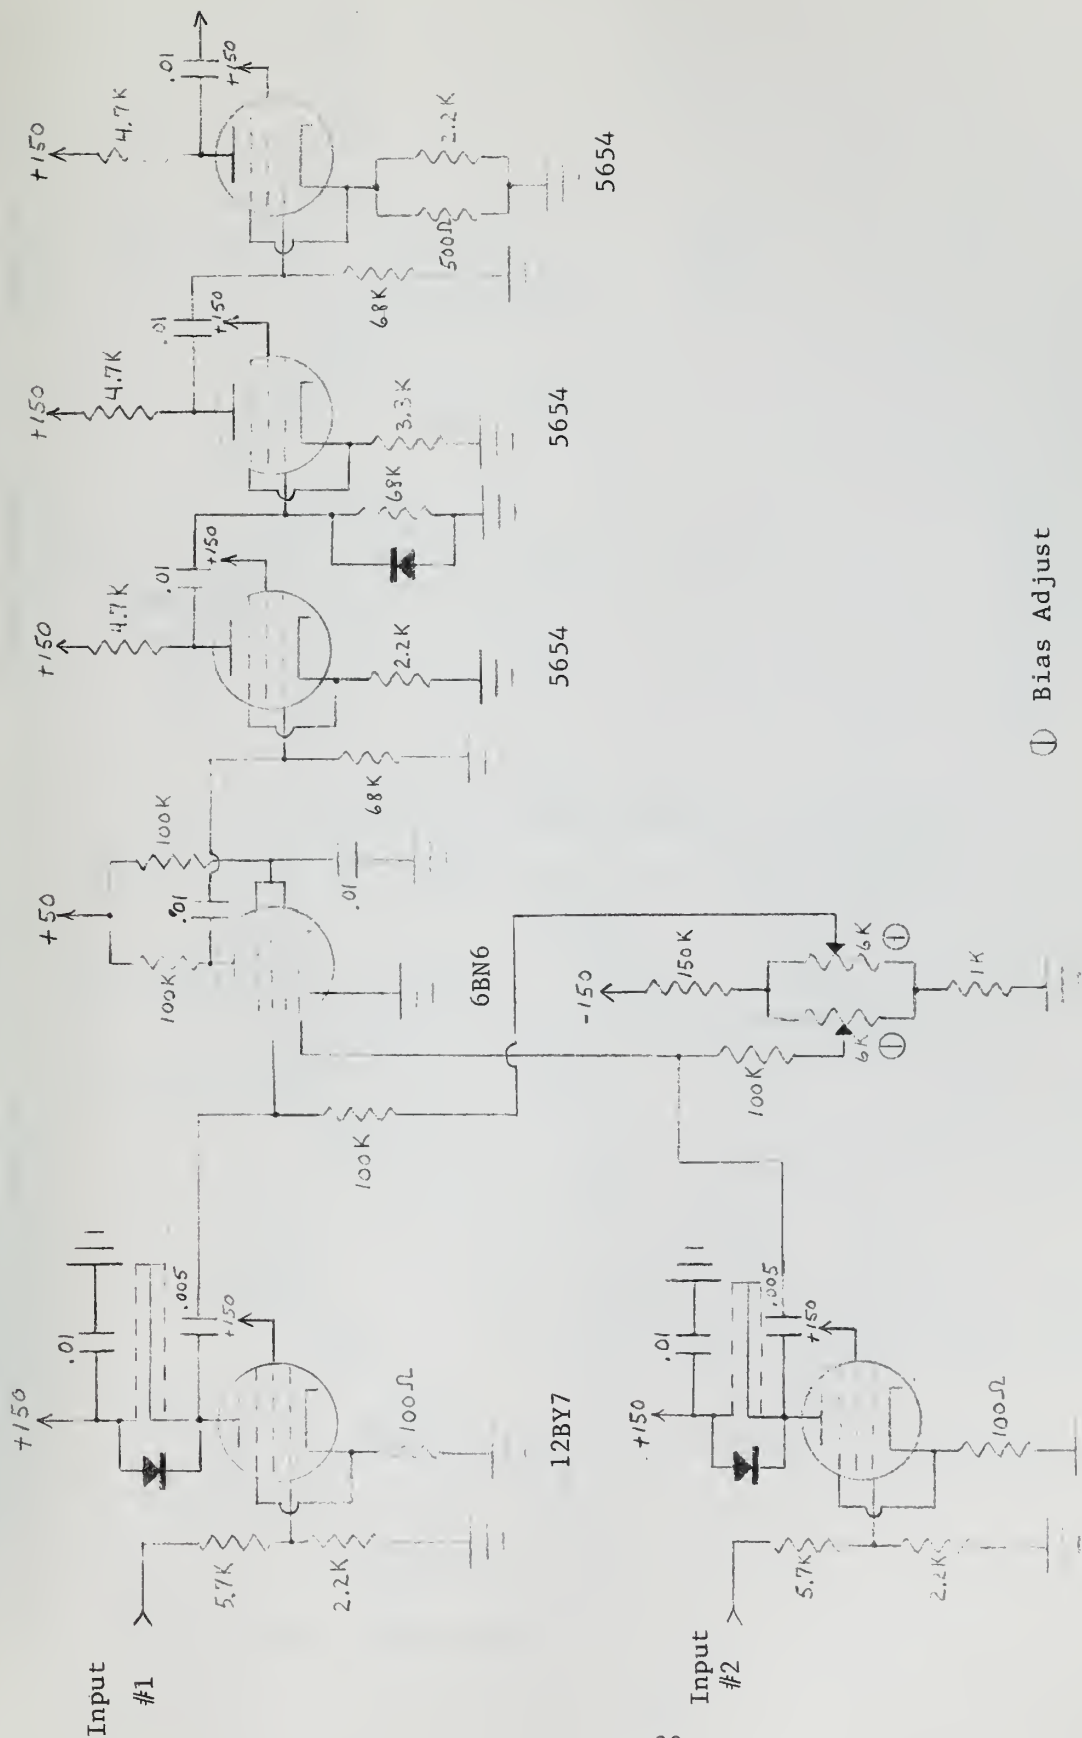 Input
#1
5.7K
2.2K
+150
.01
.005
+150
100Ω
12BY7
Input
#2
5.7K
2.2K
+150
.01
.005
+150
100Ω
100K
+50
100K
100K
.01
.01
6BN6
-150
150K
100K
6K
①
6K
①
1K
68K
+150
4.7K
.01
+150
2.2K
5654
68K
+150
4.7K
.01
+150
3.3K
5654
68K
+150
4.7K
.01
+150
500Ω
2.2K
5654
① Bias Adjust